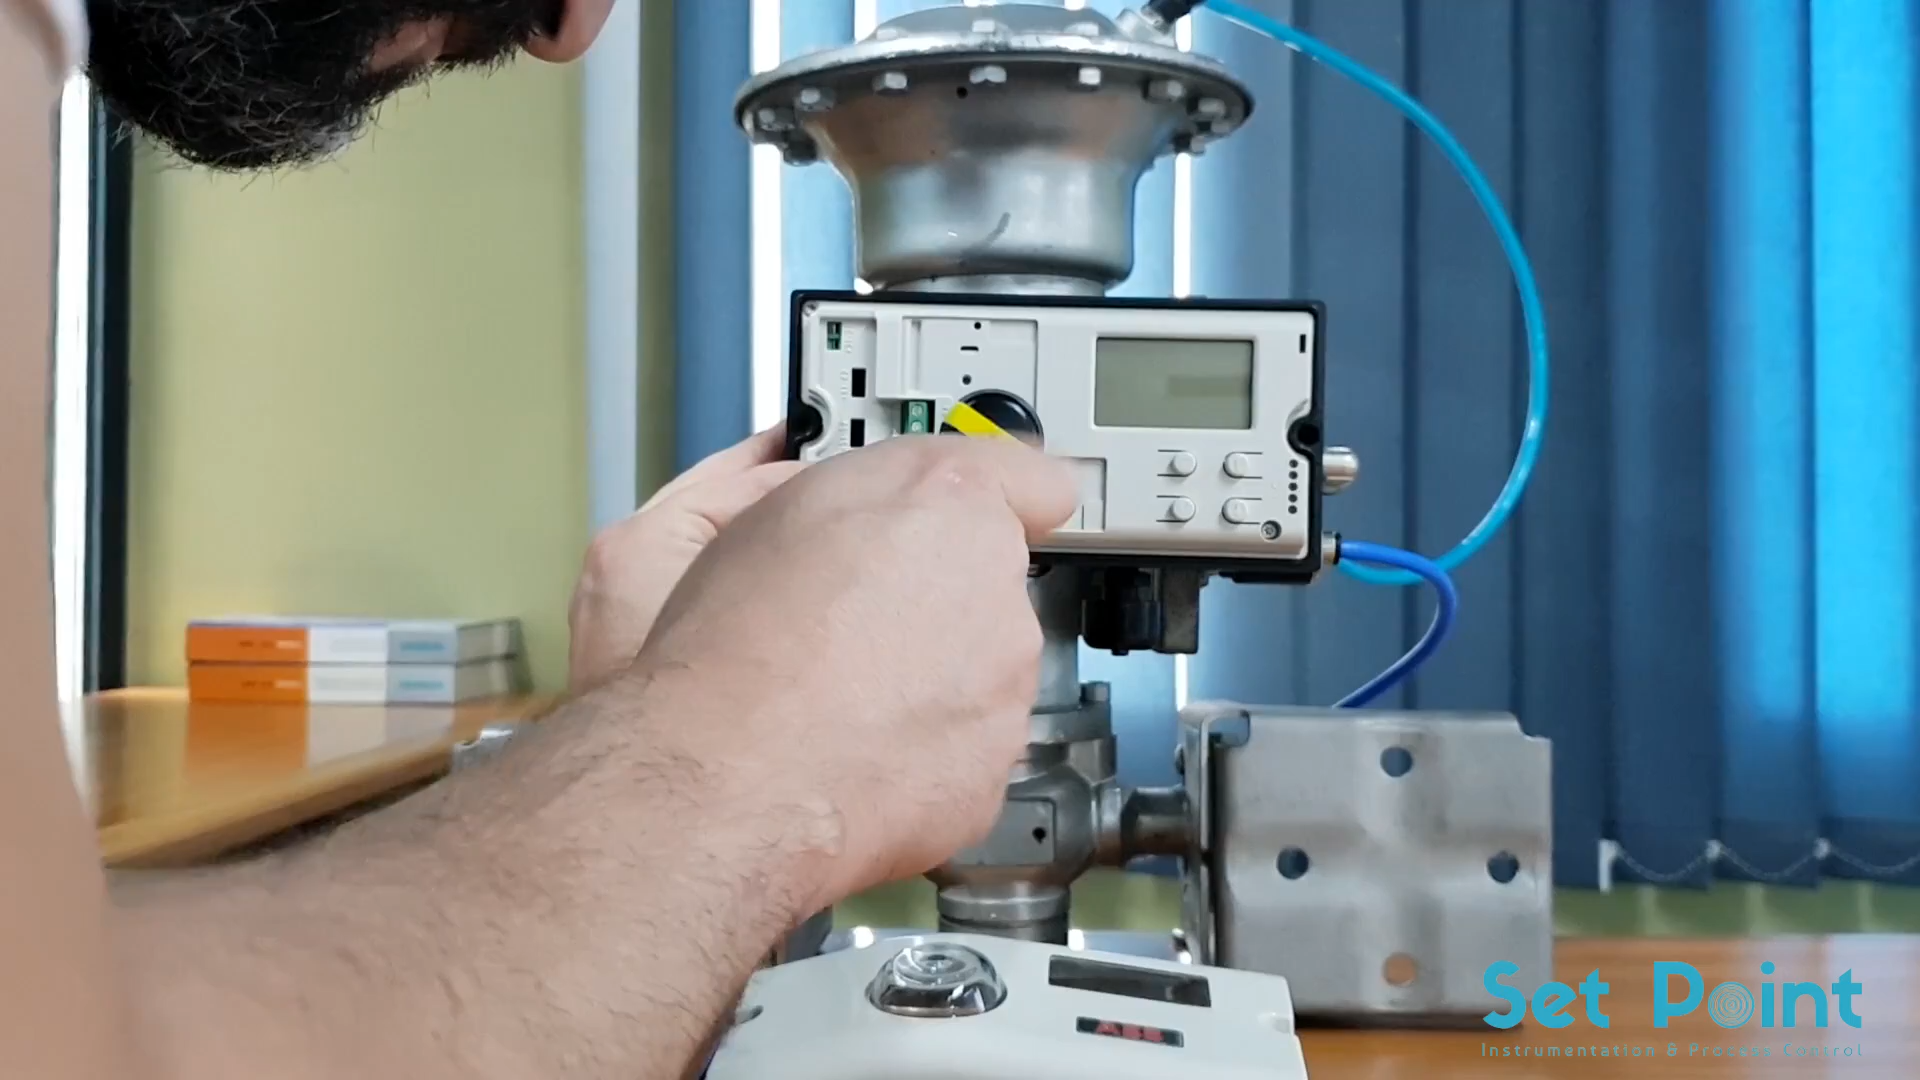 ABB
Set Point
Instrumentation & Process Control